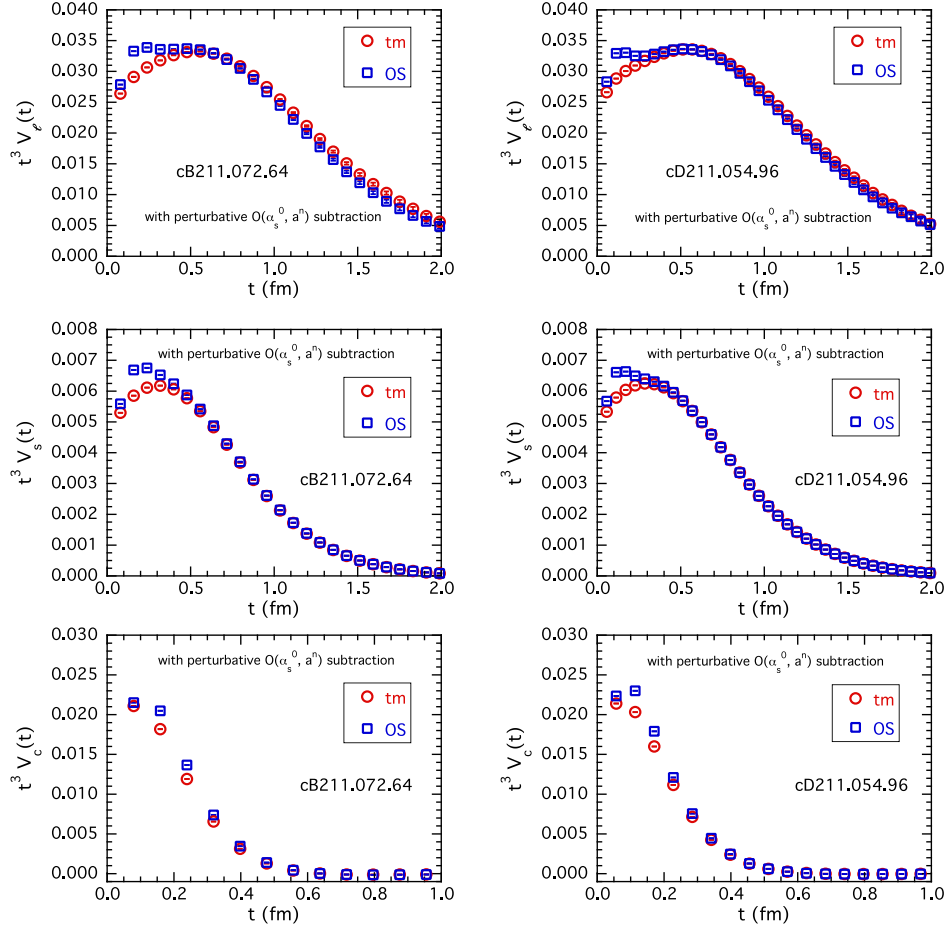 0.040
0.035
0.030
0.025
0.020
0.015
0.010
0.005
0.000
t³ V_ℓ(t)
tm
OS
cB211.072.64
with perturbative O(α_s^0, a^n) subtraction
0.0 0.5 1.0 1.5 2.0
t (fm)
0.040
0.035
0.030
0.025
0.020
0.015
0.010
0.005
0.000
t³ V_ℓ(t)
tm
OS
cD211.054.96
with perturbative O(α_s^0, a^n) subtraction
0.0 0.5 1.0 1.5 2.0
t (fm)
0.008
0.007
0.006
0.005
0.004
0.003
0.002
0.001
0.000
t³ V_s(t)
with perturbative O(α_s^0, a^n) subtraction
tm
OS
cB211.072.64
0.0 0.5 1.0 1.5 2.0
t (fm)
0.008
0.007
0.006
0.005
0.004
0.003
0.002
0.001
0.000
t³ V_s(t)
with perturbative O(α_s^0, a^n) subtraction
tm
OS
cD211.054.96
0.0 0.5 1.0 1.5 2.0
t (fm)
0.030
0.025
0.020
0.015
0.010
0.005
0.000
t³ V_c(t)
with perturbative O(α_s^0, a^n) subtraction
tm
OS
cB211.072.64
0.0 0.2 0.4 0.6 0.8 1.0
t (fm)
0.030
0.025
0.020
0.015
0.010
0.005
0.000
t³ V_c(t)
with perturbative O(α_s^0, a^n) subtraction
tm
OS
cD211.054.96
0.0 0.2 0.4 0.6 0.8 1.0
t (fm)